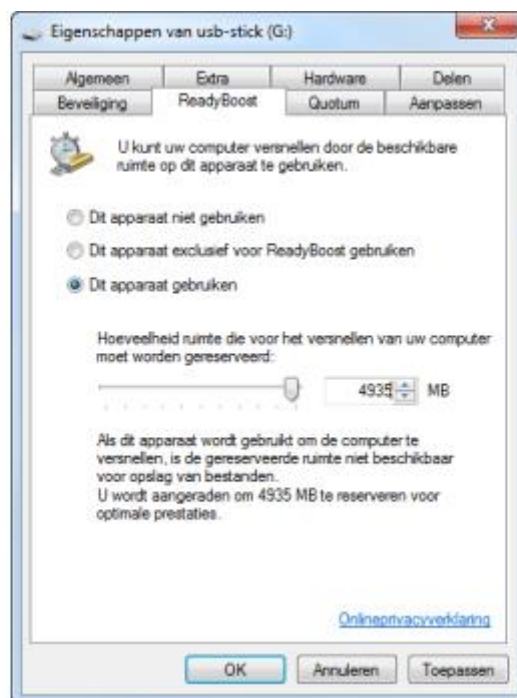 Eigenschappen van usb-stick (G:)
Algemeen Extra Hardware Delen
Beveiliging ReadyBoost Quotum Aanpassen
U kunt uw computer versnellen door de beschikbare
ruimte op dit apparaat te gebruiken.
Dit apparaat niet gebruiken
Dit apparaat exclusief voor ReadyBoost gebruiken
Dit apparaat gebruiken
Hoeveelheid ruimte die voor het versnellen van uw computer
moet worden gereserveerd:
4935 MB
Als dit apparaat wordt gebruikt om de computer te
versnellen, is de gereserveerde ruimte niet beschikbaar
voor opslag van bestanden.
U wordt aangeraden om 4935 MB te reserveren voor
optimale prestaties.
Onlineprivacyverklaring
OK Annuleren Toepassen